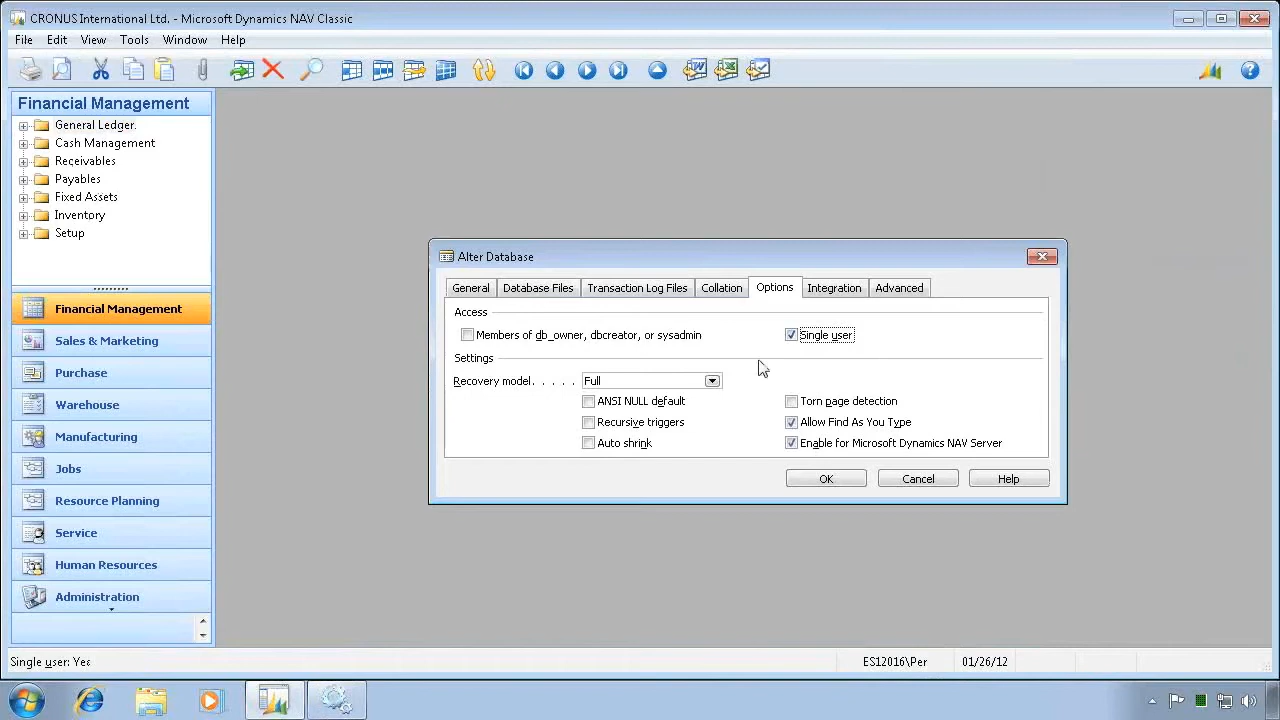 CRONUS International Ltd. - Microsoft Dynamics NAV Classic
File Edit View Tools Window Help
Financial Management
General Ledger
Cash Management
Receivables
Payables
Fixed Assets
Inventory
Setup
Financial Management
Sales & Marketing
Purchase
Warehouse
Manufacturing
Jobs
Resource Planning
Service
Human Resources
Administration
Alter Database
General Database Files Transaction Log Files Collation Options Integration Advanced
Access
Members of db_owner, dbcreator, or sysadmin Single user
Settings
Recovery model. . . . . Full
ANSI NULL default Torn page detection
Recursive triggers Allow Find As You Type
Auto shrink Enable for Microsoft Dynamics NAV Server
OK Cancel Help
Single user: Yes ES12016\Per 01/26/12